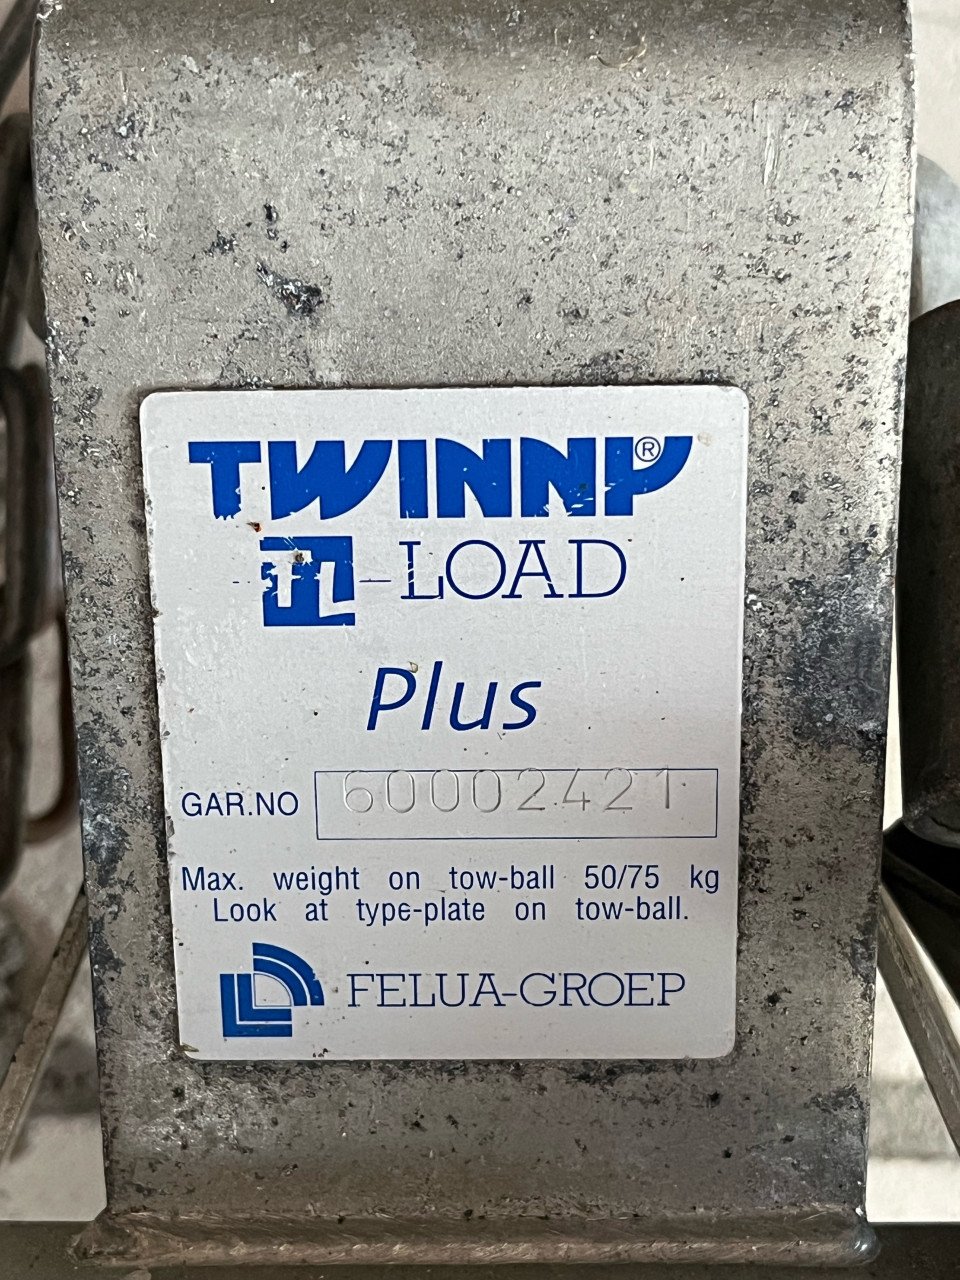 TWINNY®
TL-LOAD
Plus
GAR.NO 60002421
Max. weight on tow-ball 50/75 kg
Look at type-plate on tow-ball.
FELUA-GROEP